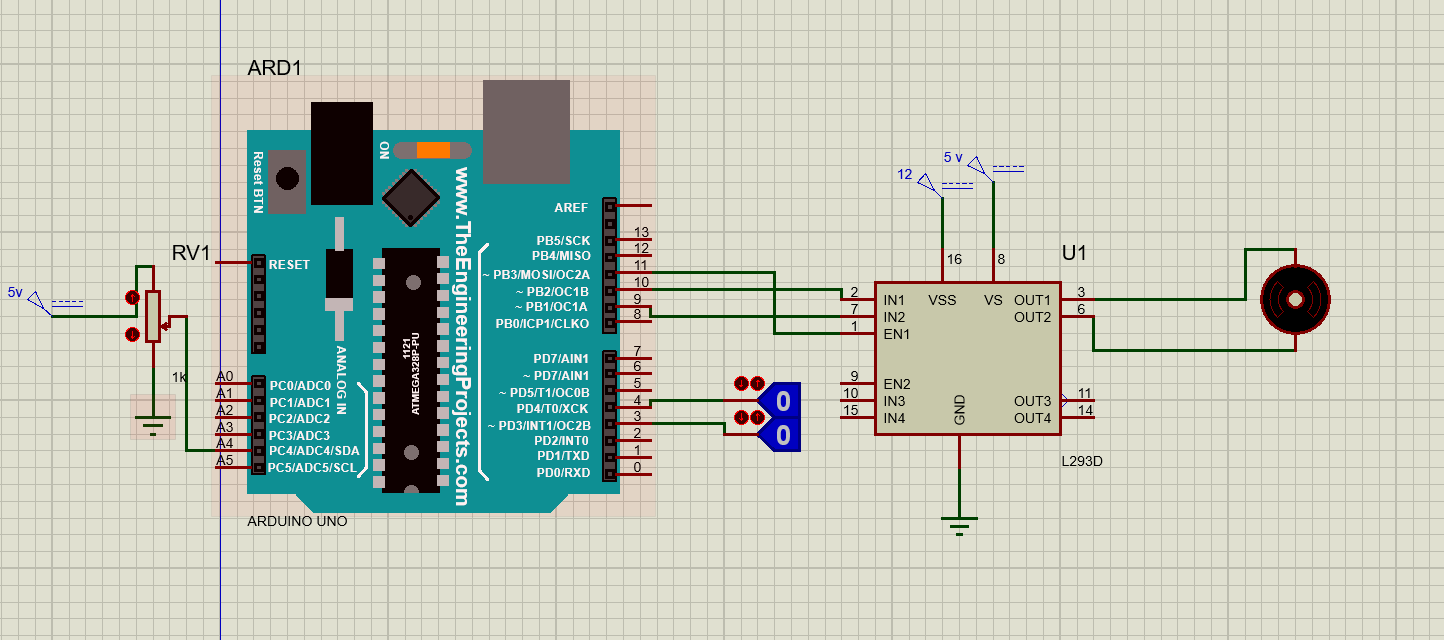 ARD1
ON
Reset BTN
www.TheEngineeringProjects.com
5v
RV1
1k
RESET
ANALOG IN
1121
ATMEGA328P-PU
A0
A1
A2
A3
A4
A5
PC0/ADC0
PC1/ADC1
PC2/ADC2
PC3/ADC3
PC4/ADC4/SDA
PC5/ADC5/SCL
AREF
PB5/SCK 13
PB4/MISO 12
~ PB3/MOSI/OC2A 11
~ PB2/OC1B 10
~ PB1/OC1A 9
PB0/ICP1/CLKO 8
PD7/AIN1 7
~ PD7/AIN1 6
~ PD5/T1/OC0B 5
PD4/T0/XCK 4
~ PD3/INT1/OC2B 3
PD2/INT0 2
PD1/TXD 1
PD0/RXD 0
ARDUINO UNO
0
0
12
5 v
16
8
U1
2 IN1 VSS VS OUT1 3
7 IN2 OUT2 6
1 EN1
9 EN2
10 IN3 OUT3 11
15 IN4 OUT4 14
GND
L293D